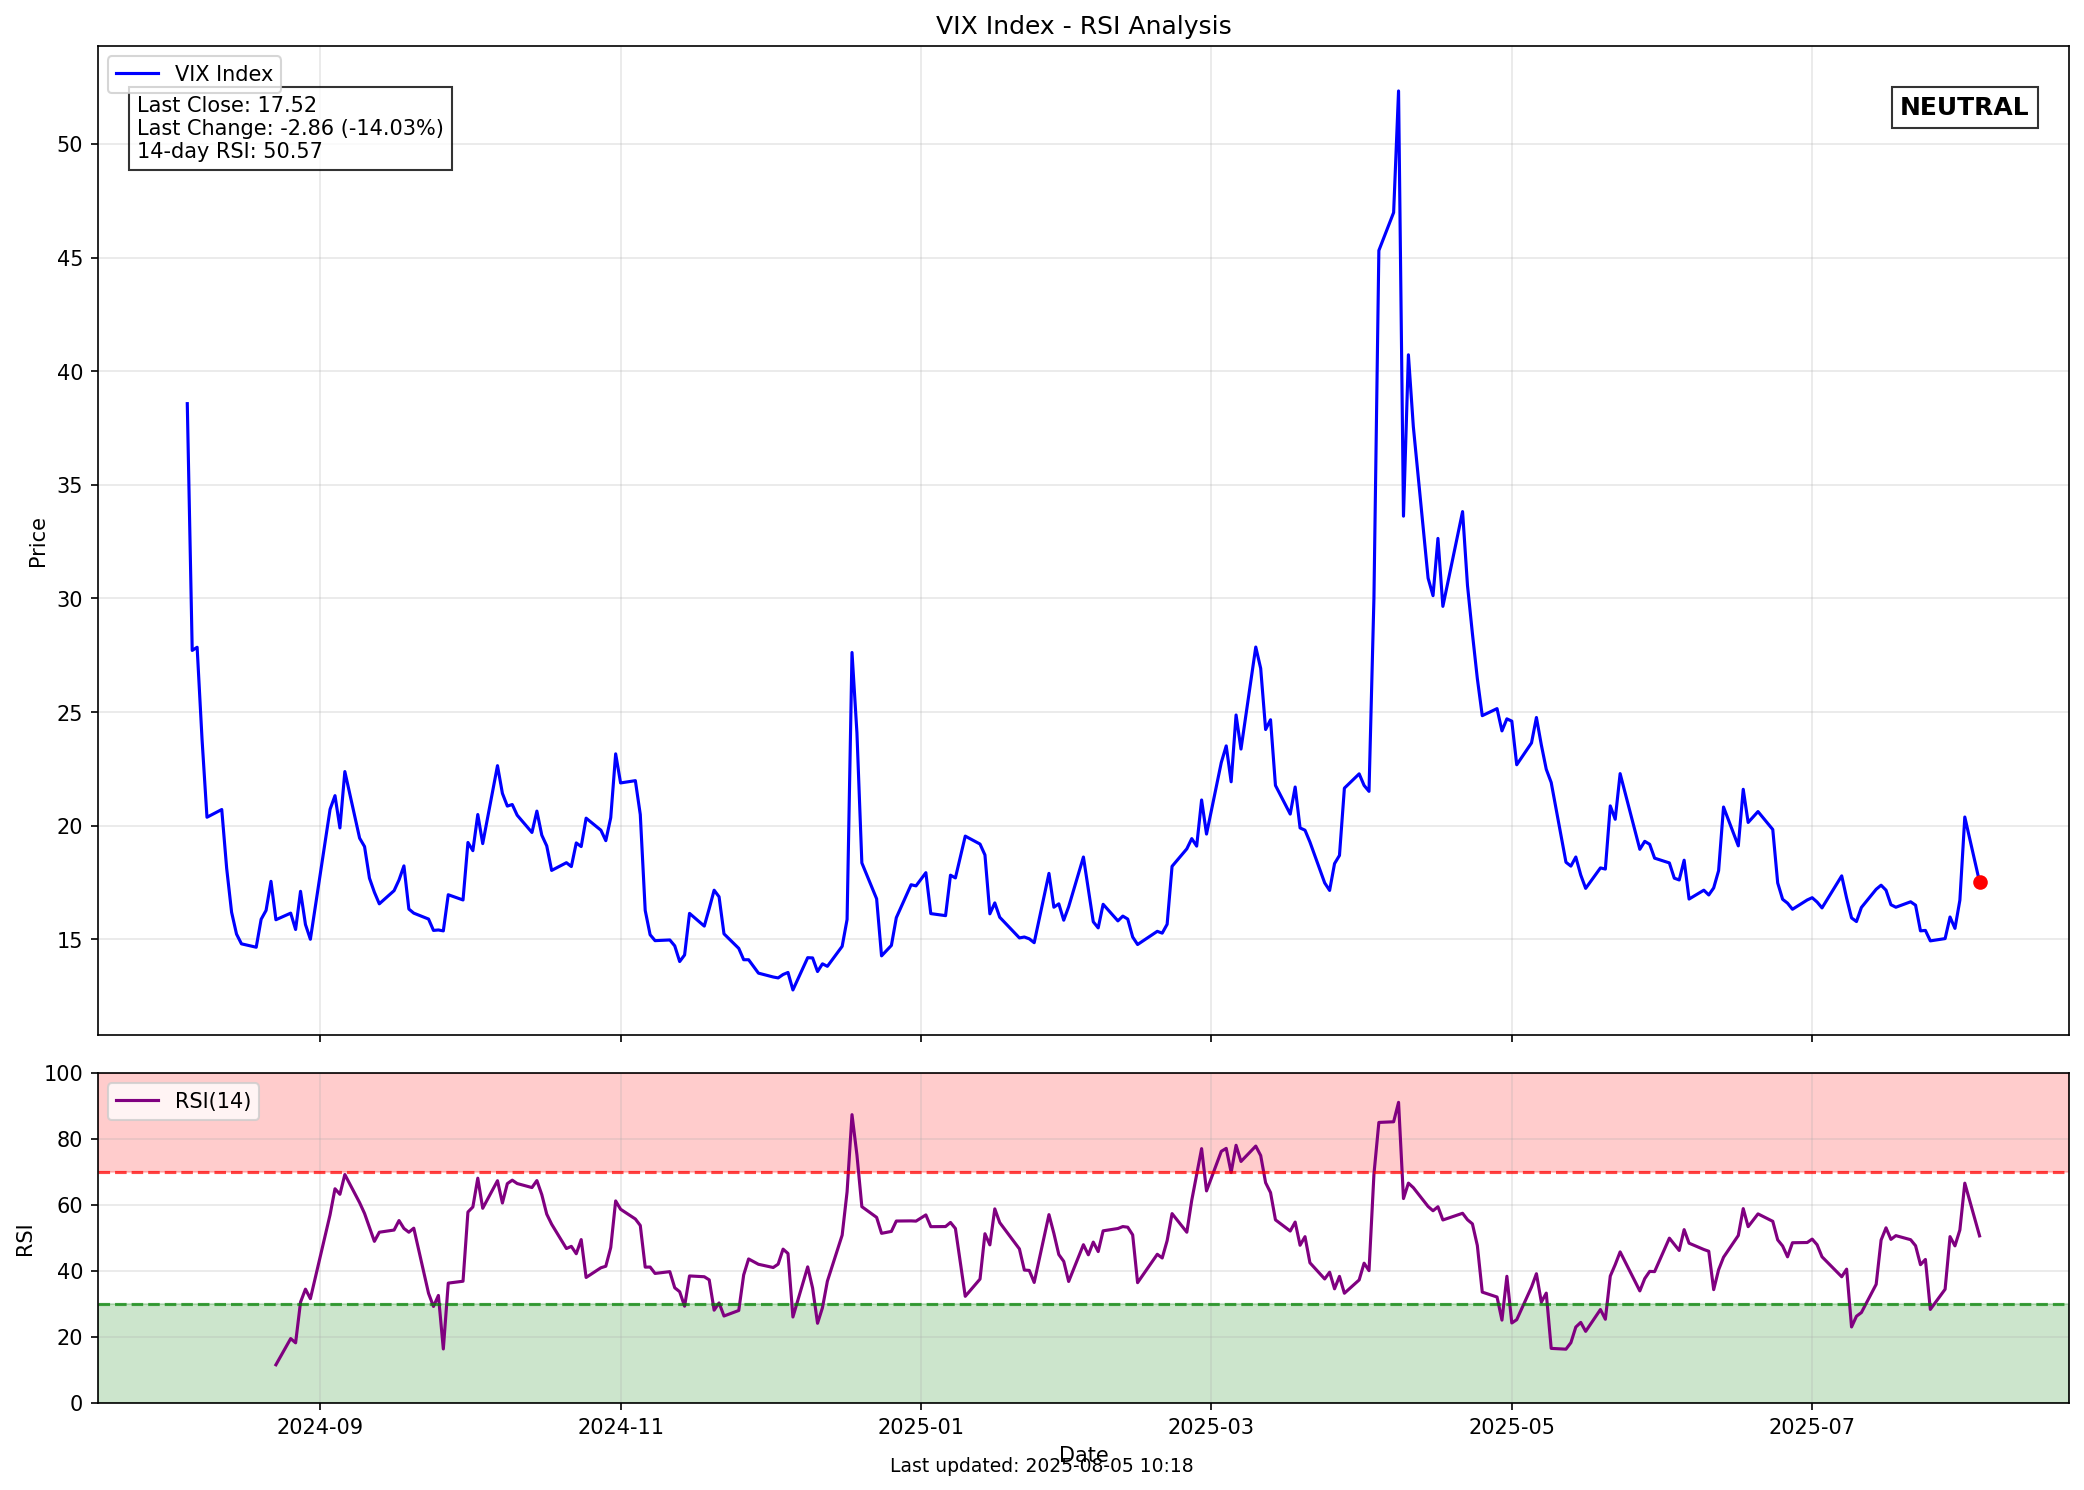 VIX Index - RSI Analysis
VIX Index
Last Close: 17.52
Last Change: -2.86 (-14.03%)
14-day RSI: 50.57
NEUTRAL
Price
50
45
40
35
30
25
20
15
RSI(14)
RSI
100
80
60
40
20
0
2024-09
2024-11
2025-01
2025-03
2025-05
2025-07
Date
Last updated: 2025-08-05 10:18